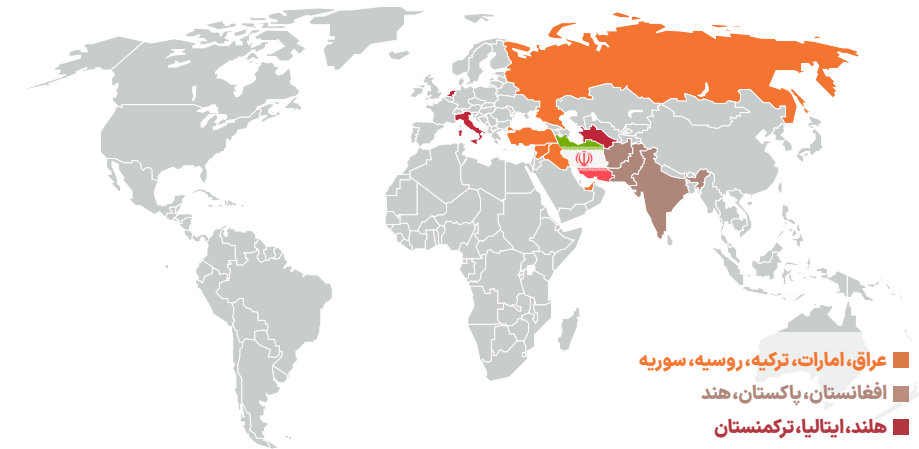 عراق، امارات، ترکیه، روسیه، سوریه
افغانستان، پاکستان، هند
هلند، ایتالیا، ترکمنستان